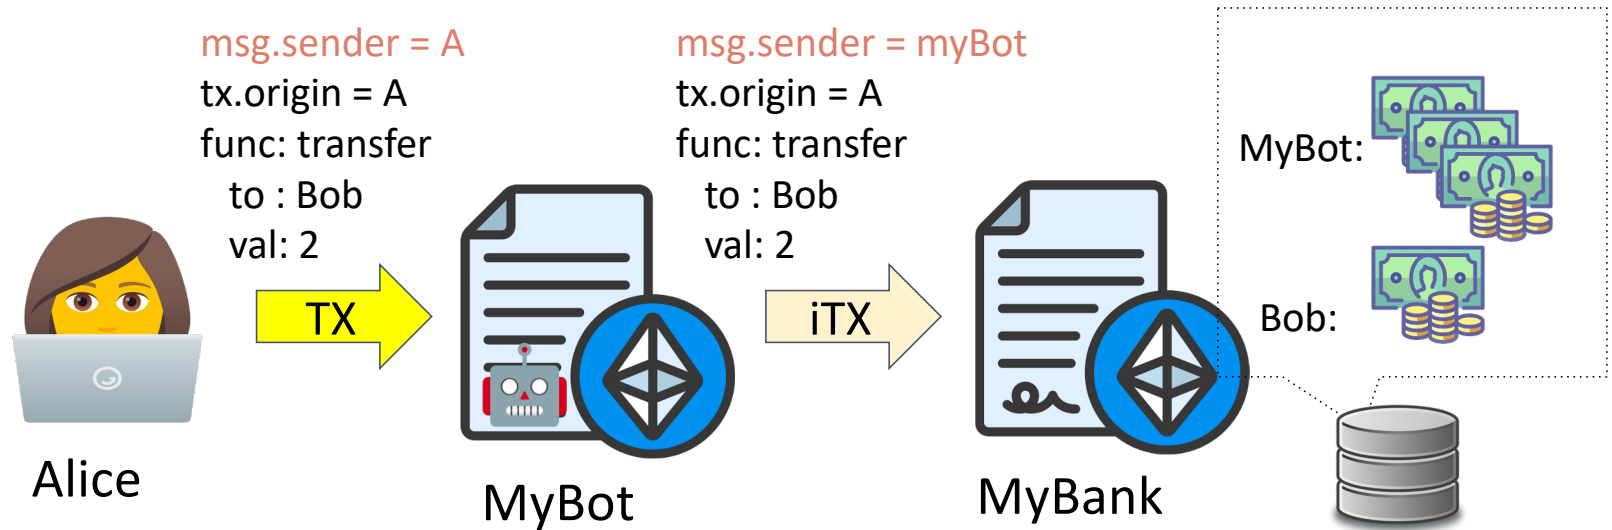 msg.sender = A
tx.origin = A
func: transfer
to : Bob
val: 2
TX
Alice
MyBot
msg.sender = myBot
tx.origin = A
func: transfer
to : Bob
val: 2
iTX
MyBank
MyBot:
Bob: